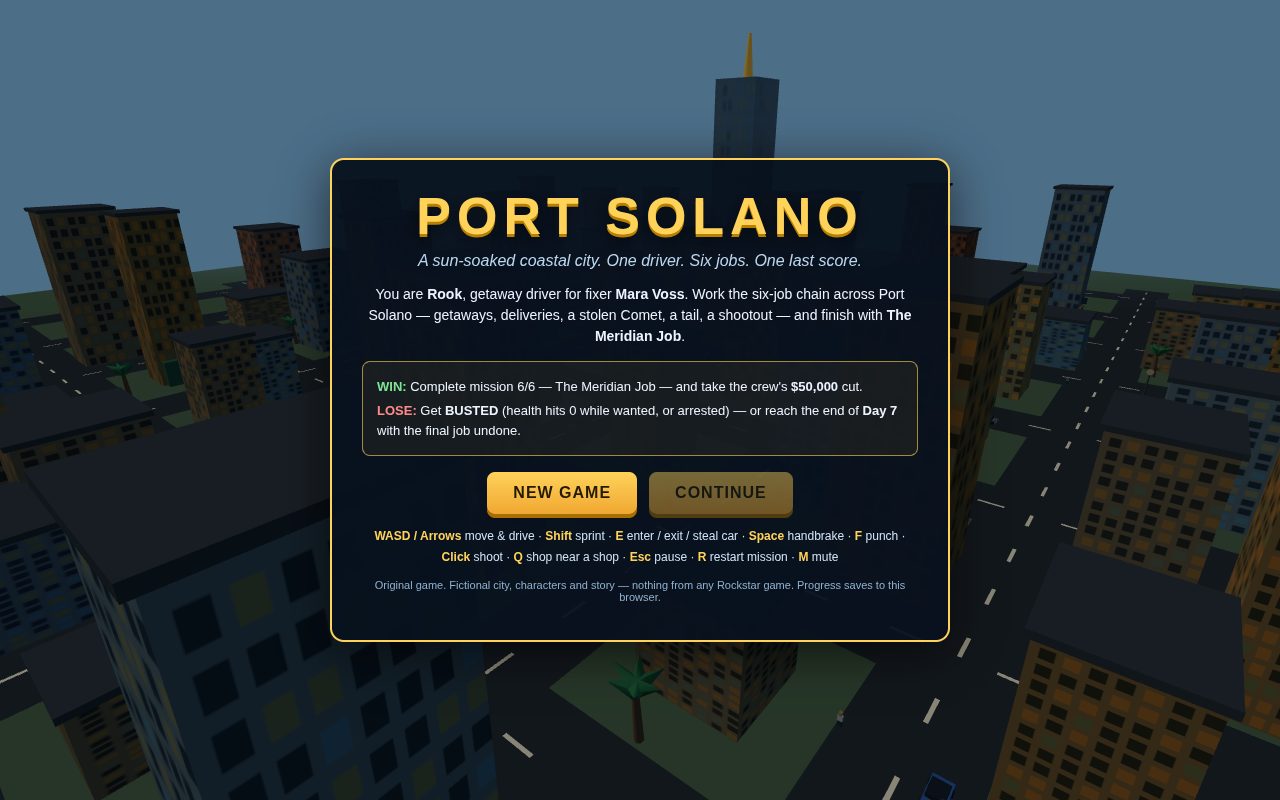 PORT SOLANO
A sun-soaked coastal city. One driver. Six jobs. One last score.
You are Rook, getaway driver for fixer Mara Voss. Work the six-job chain across Port
Solano — getaways, deliveries, a stolen Comet, a tail, a shootout — and finish with The
Meridian Job.
WIN: Complete mission 6/6 — The Meridian Job — and take the crew's $50,000 cut.
LOSE: Get BUSTED (health hits 0 while wanted, or arrested) — or reach the end of Day 7
with the final job undone.
NEW GAME CONTINUE
WASD / Arrows move & drive · Shift sprint · E enter / exit / steal car · Space handbrake · F punch ·
Click shoot · Q shop near a shop · Esc pause · R restart mission · M mute
Original game. Fictional city, characters and story — nothing from any Rockstar game. Progress saves to this
browser.